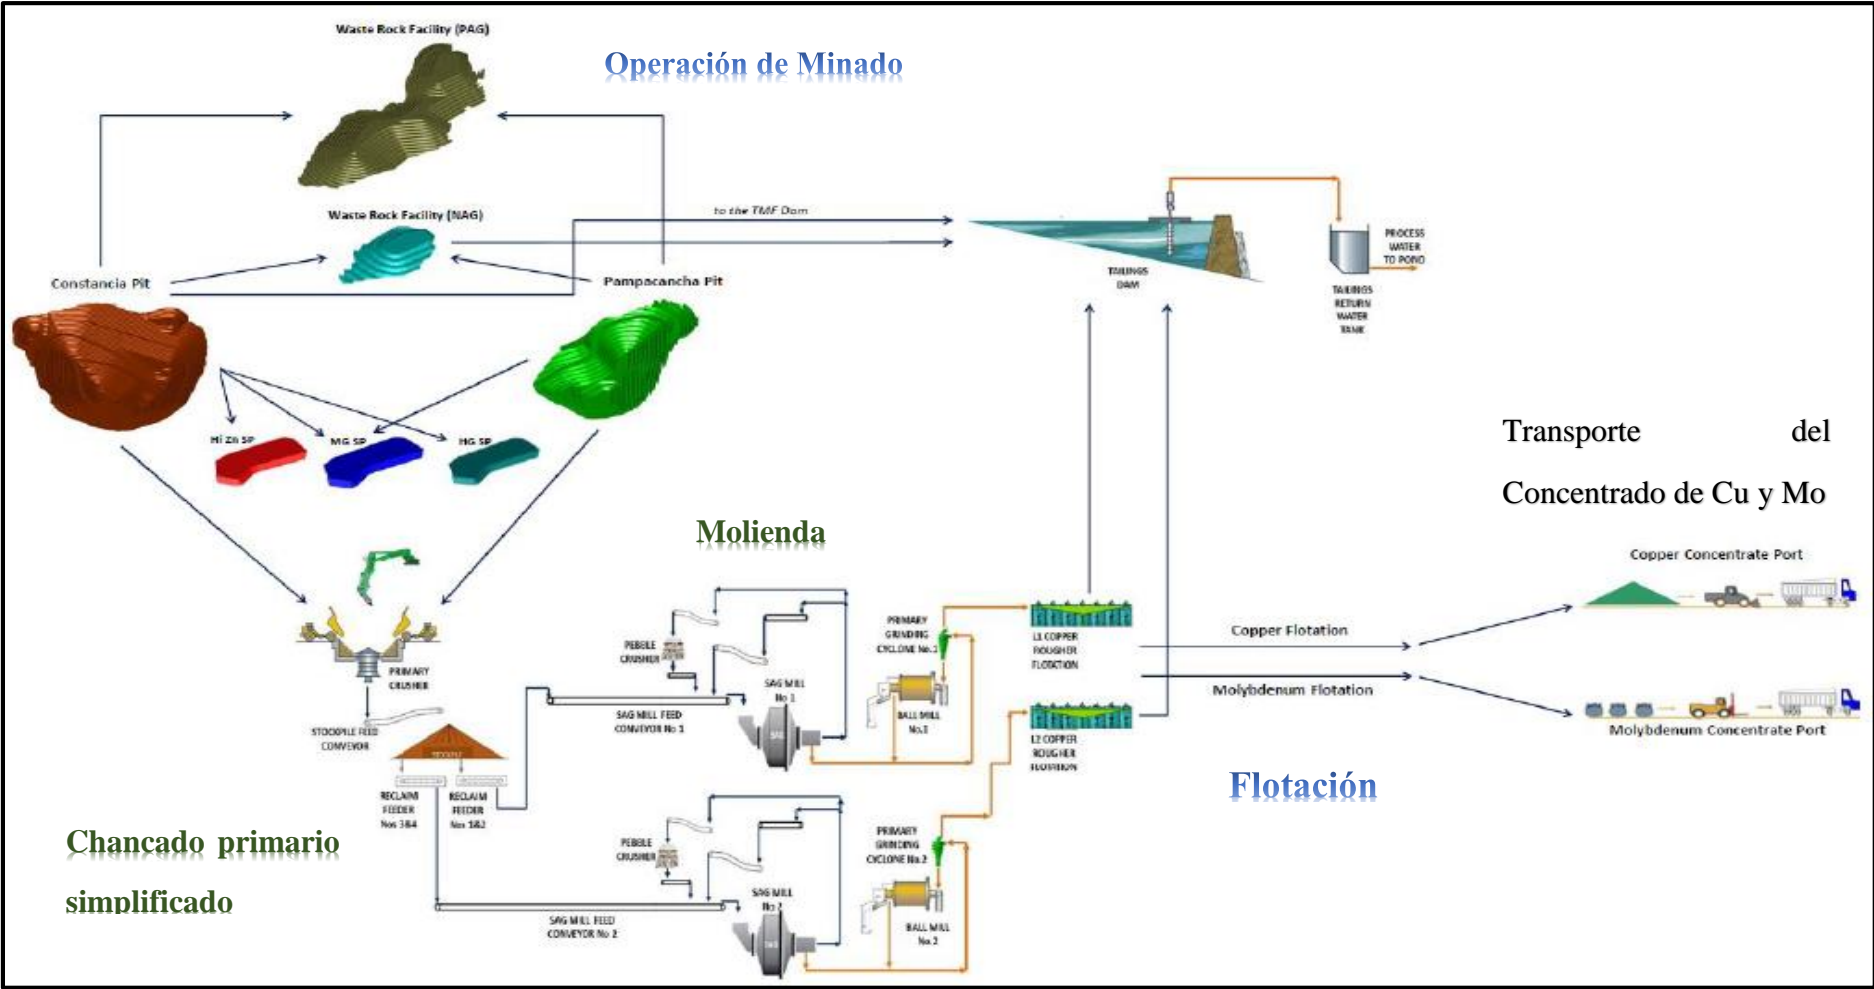 Waste Rock Facility (PAG)
Operación de Minado
Waste Rock Facility (NAG)
to the TMF Dam
Constancia Pit
Pampacancha Pit
TAILINGS
DAM
PROCESS
WATER
TO POND
TAILINGS
RETURN
WATER
TANK
Hi Zn SP
MG SP
HG SP
Transporte del
Concentrado de Cu y Mo
Molienda
Copper Concentrate Port
PRIMARY
CRUSHER
STOCKPILE FEED
CONVEYOR
RECLAIM
FEEDER
Nos 3&4
RECLAIM
FEEDER
Nos 1&2
PEBBLE
CRUSHER
SAG MILL
No 1
SAG MILL FEED
CONVEYOR No 1
SAG
PRIMARY
GRINDING
CYCLONE No.1
BALL MILL
L1 COPPER
ROUGHER
FLOTATION
Copper Flotation
Molybdenum Flotation
Molybdenum Concentrate Port
L2 COPPER
ROUGHER
FLOTATION
Flotación
Chancado primario
simplificado
PEBBLE
CRUSHER
SAG MILL
No 2
SAG MILL FEED
CONVEYOR No 2
PRIMARY
GRINDING
CYCLONE No.2
BALL MILL
No.2